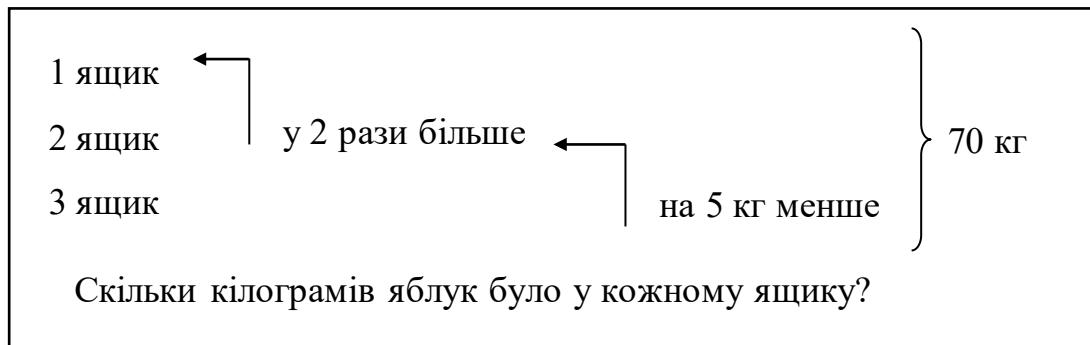 1 ящик
2 ящик у 2 рази більше
70 кг
3 ящик на 5 кг менше
Скільки кілограмів яблук було у кожному ящику?